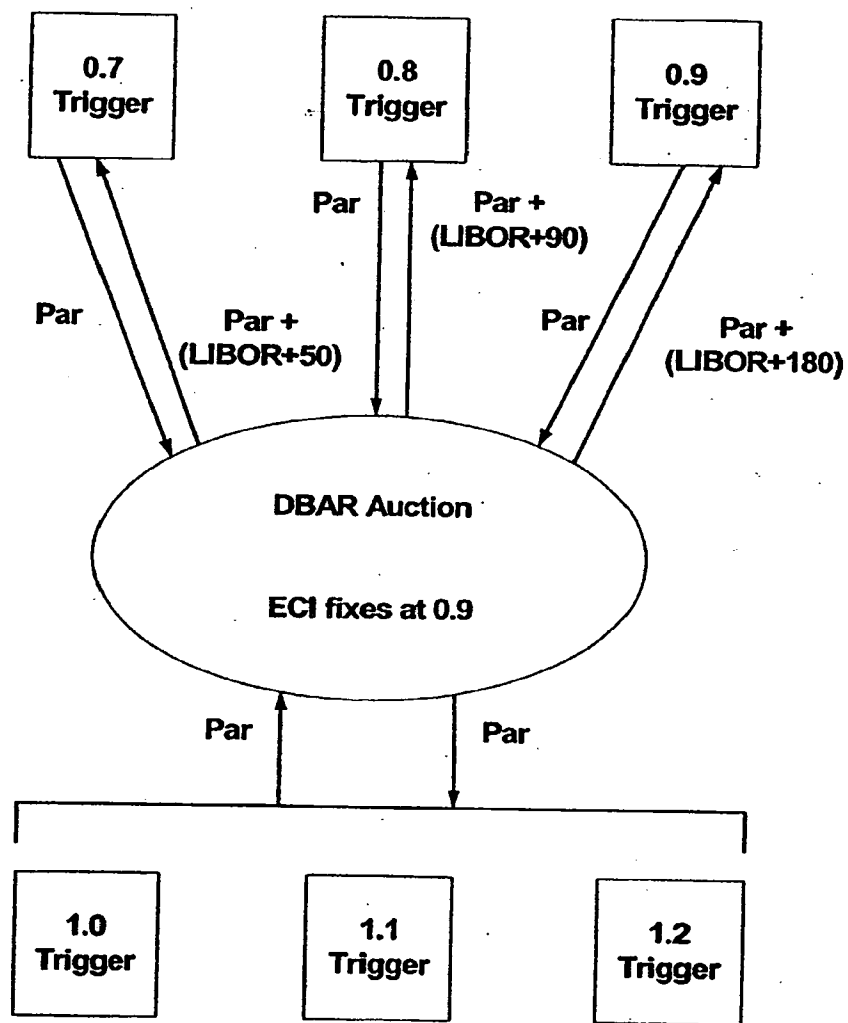 0.7
Trigger
0.8
Trigger
0.9
Trigger
Par
Par +
(LIBOR+90)
Par
Par +
(LIBOR+50)
Par
Par +
(LIBOR+180)
DBAR Auction
ECI fixes at 0.9
Par
Par
1.0
Trigger
1.1
Trigger
1.2
Trigger